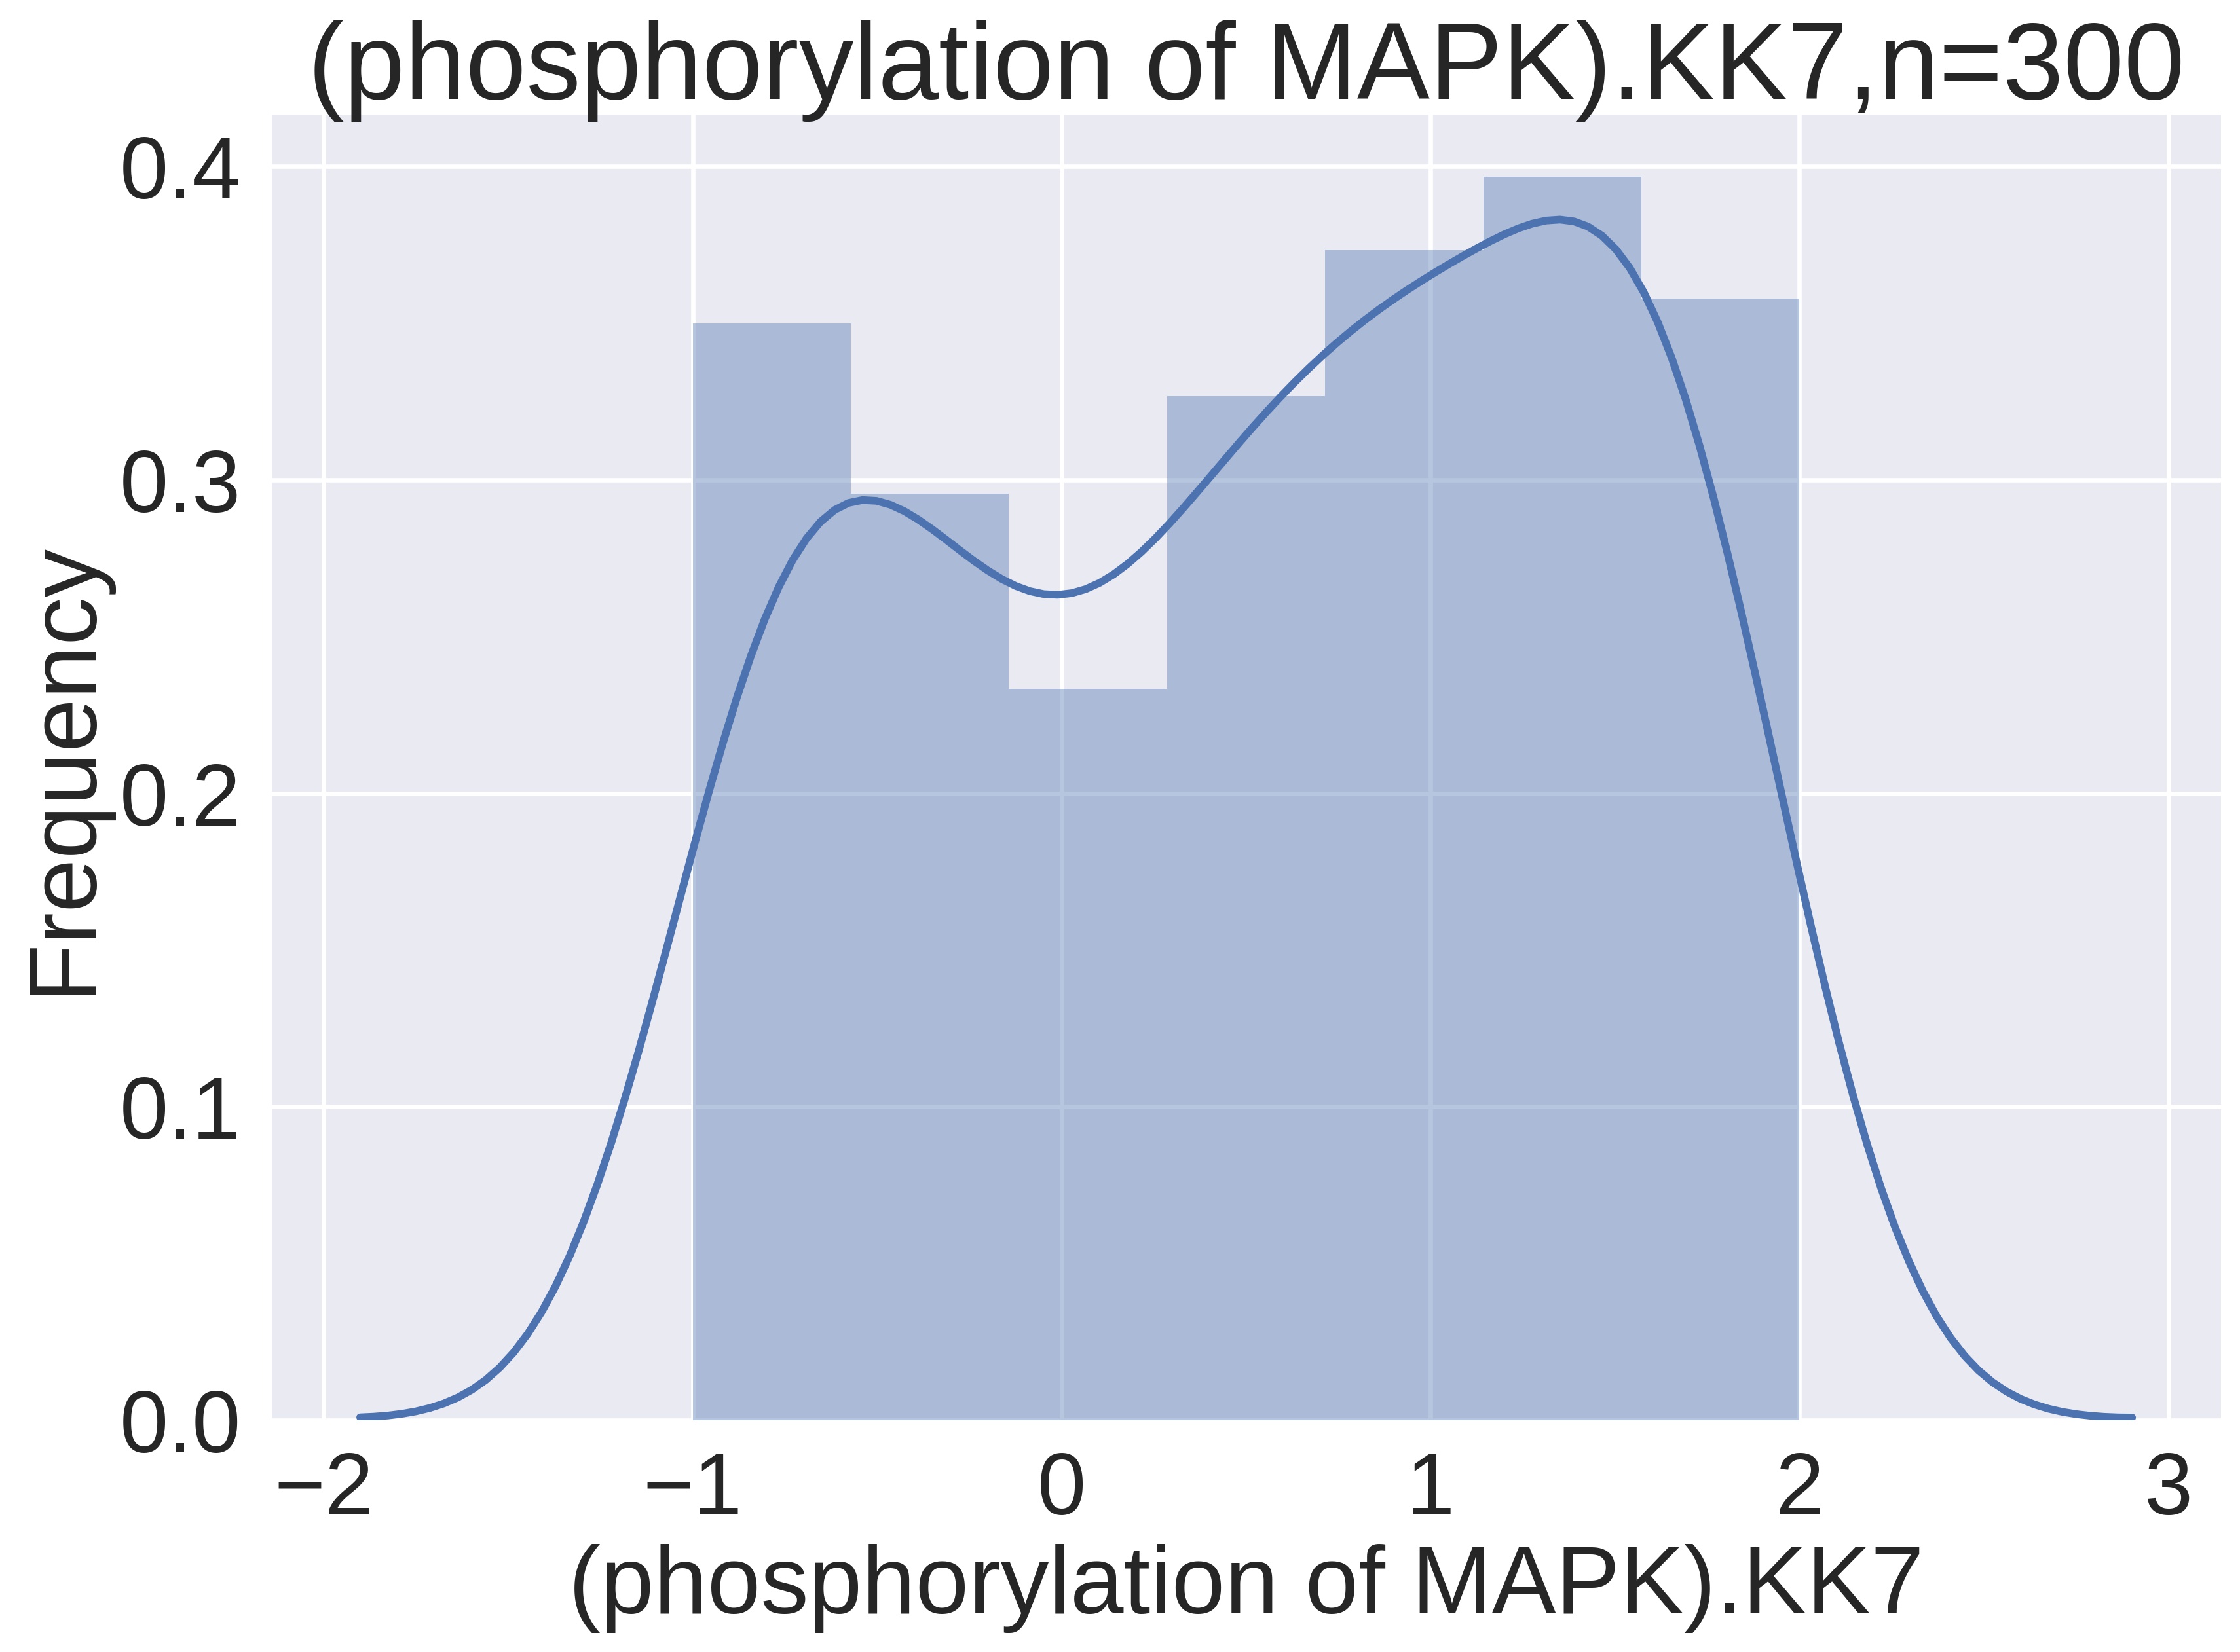 (phosphorylation of MAPK).KK7,n=300
0.4
0.3
0.2
0.1
0.0
Frequency
−2 −1 0 1 2 3
(phosphorylation of MAPK).KK7